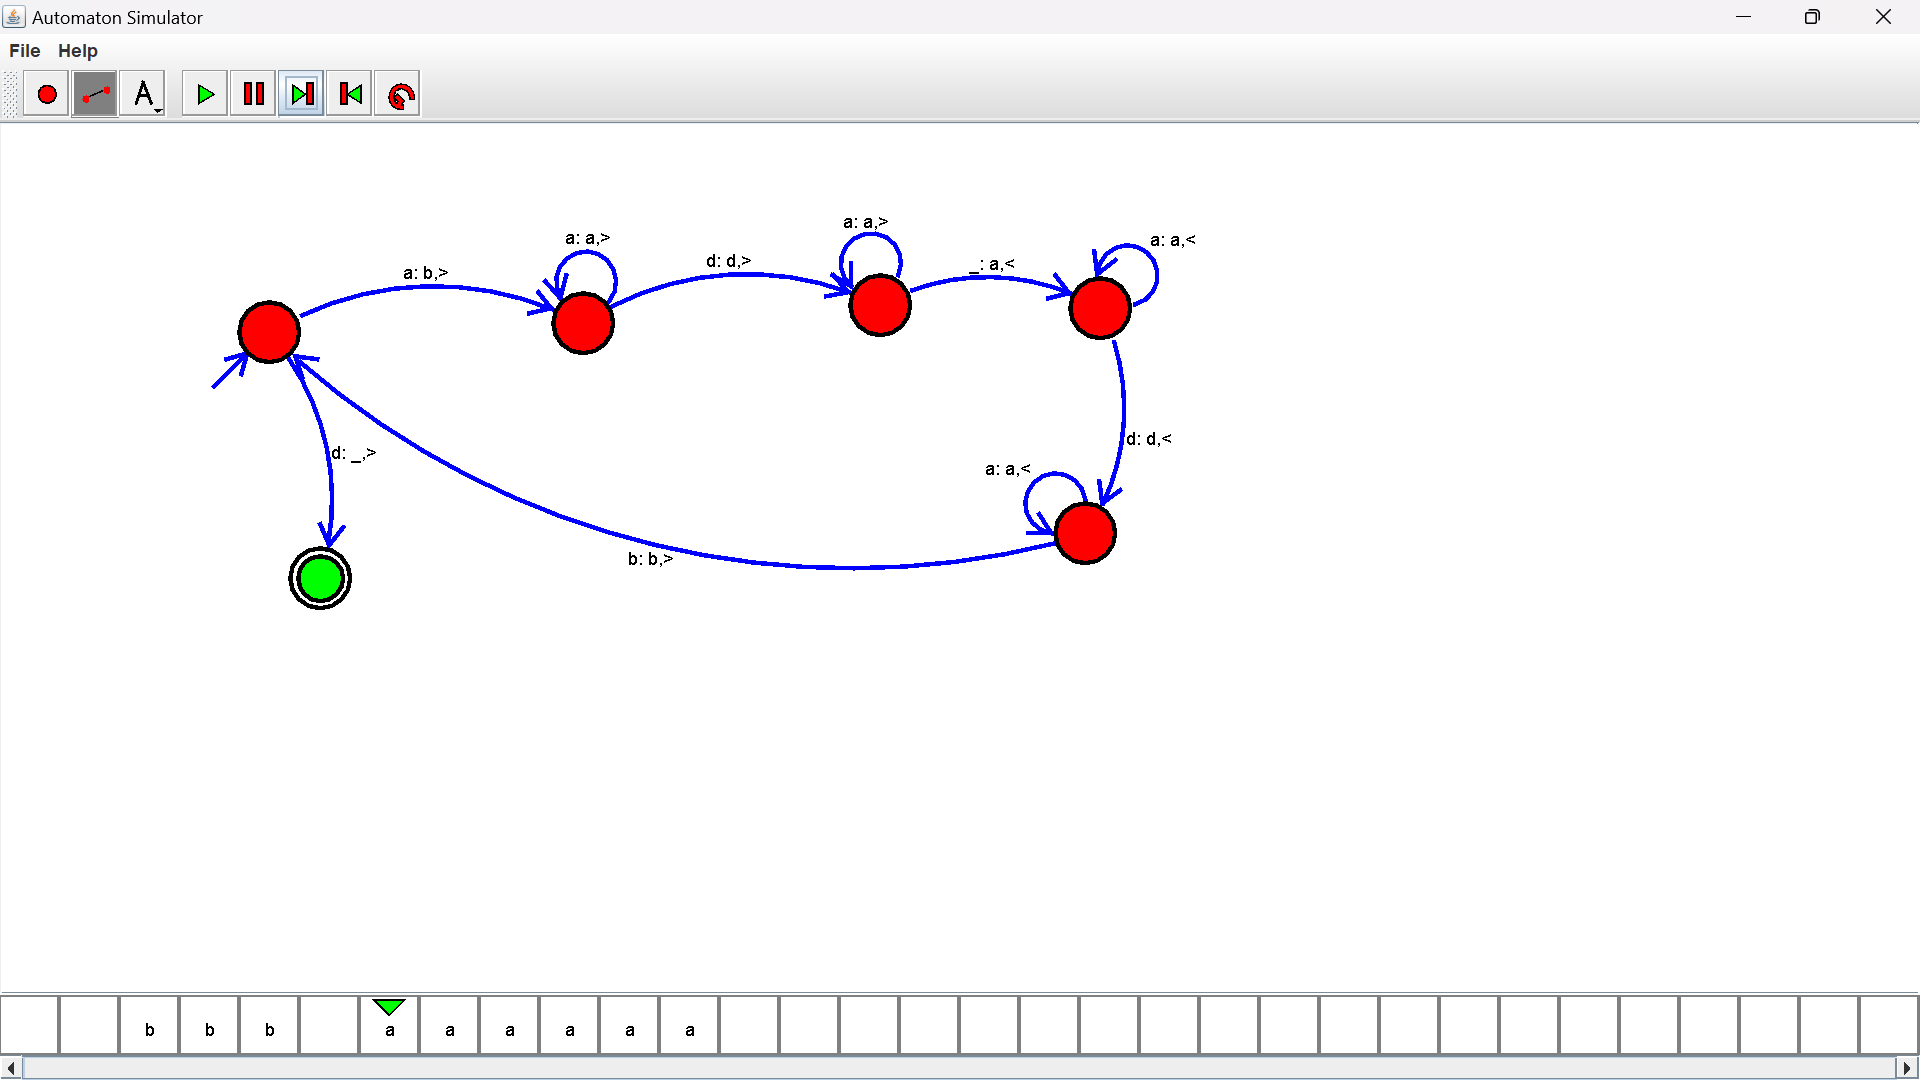 Automaton Simulator
File Help
A
a: a,>
a: a,>
a: a,<
a: b,>
d: d,>
_: a,<
d: d,<
d: _,>
a: a,<
b: b,>
b b b a a a a a a